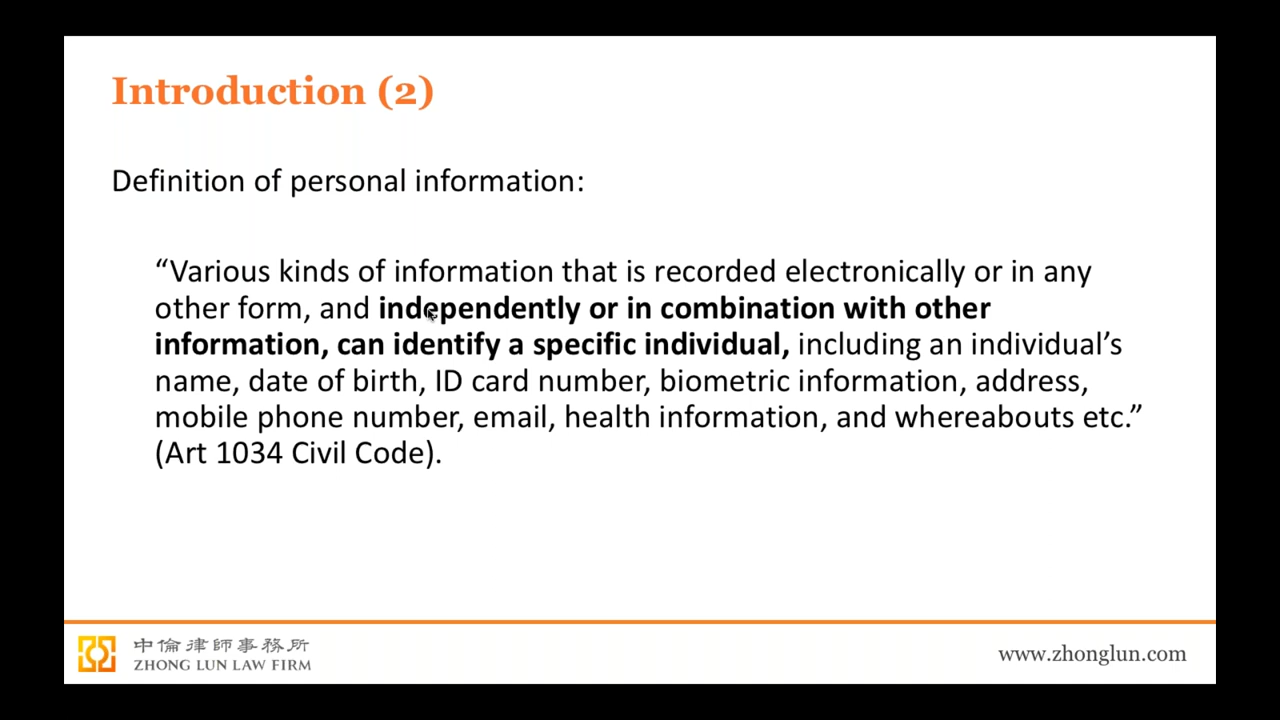 Introduction (2)
Definition of personal information:
“Various kinds of information that is recorded electronically or in any
other form, and independently or in combination with other
information, can identify a specific individual, including an individual’s
name, date of birth, ID card number, biometric information, address,
mobile phone number, email, health information, and whereabouts etc.”
(Art 1034 Civil Code).
中倫律師事務所
ZHONG LUN LAW FIRM
www.zhonglun.com